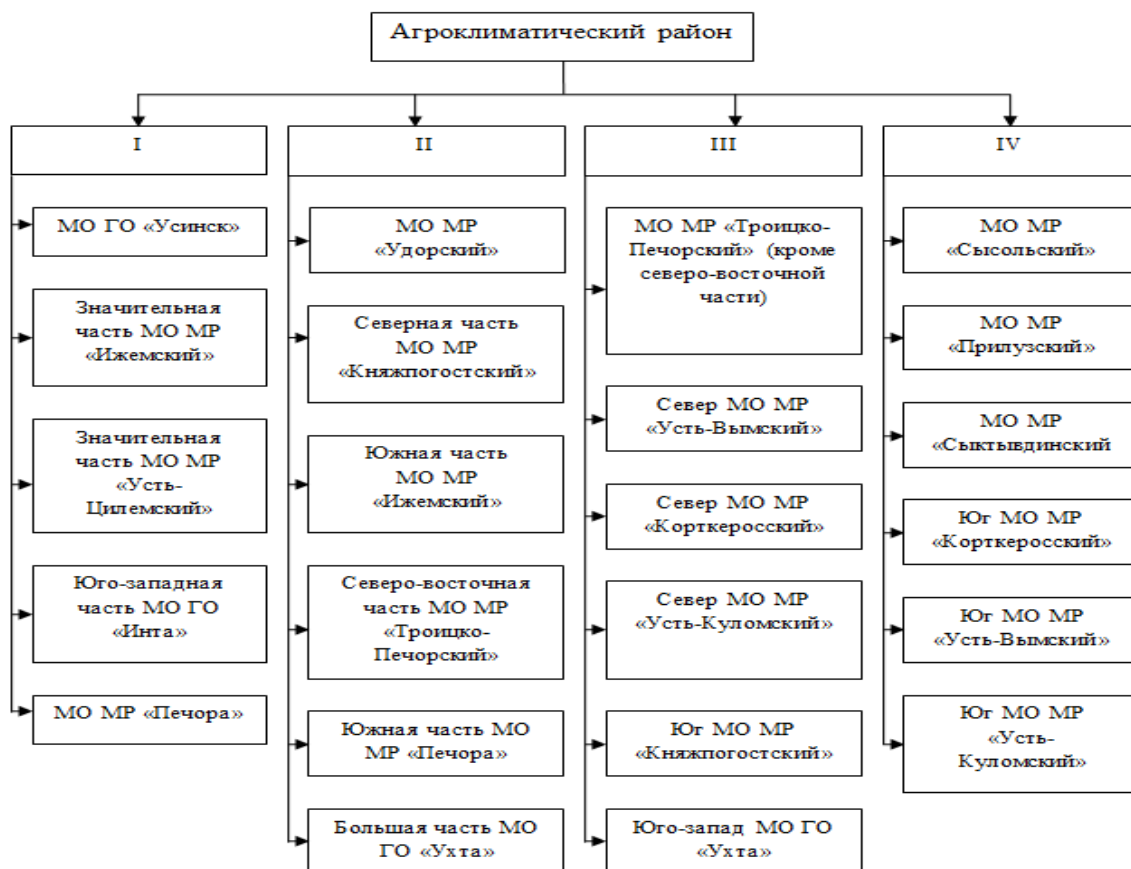 Агроклиматический район
I
МО ГО «Усинск»
Значительная
часть МО МР
«Ижемский»
Значительная
часть МО МР
«Усть-
Цилемский»
Юго-западная
часть МО ГО
«Инта»
МО МР «Печора»
II
МО МР
«Удорский»
Северная часть
МО МР
«Княжпогостский»
Южная часть
МО МР
«Ижемский»
Северо-восточная
часть МО МР
«Троицко-
Печорский»
Южная часть МО
МР «Печора»
Большая часть МО
ГО «Ухта»
III
МО МР «Троицко-
Печорский» (кроме
северо-восточной
части)
Север МО МР
«Усть-Вымский»
Север МО МР
«Корткеросский»
Север МО МР
«Усть-Куломский»
Юг МО МР
«Княжпогостский»
Юго-запад МО ГО
«Ухта»
IV
МО МР
«Сысольский»
МО МР
«Прилузский»
МО МР
«Сыктывдинский
Юг МО МР
«Корткеросский»
Юг МО МР
«Усть-Вымский»
Юг МО МР
«Усть-
Куломский»